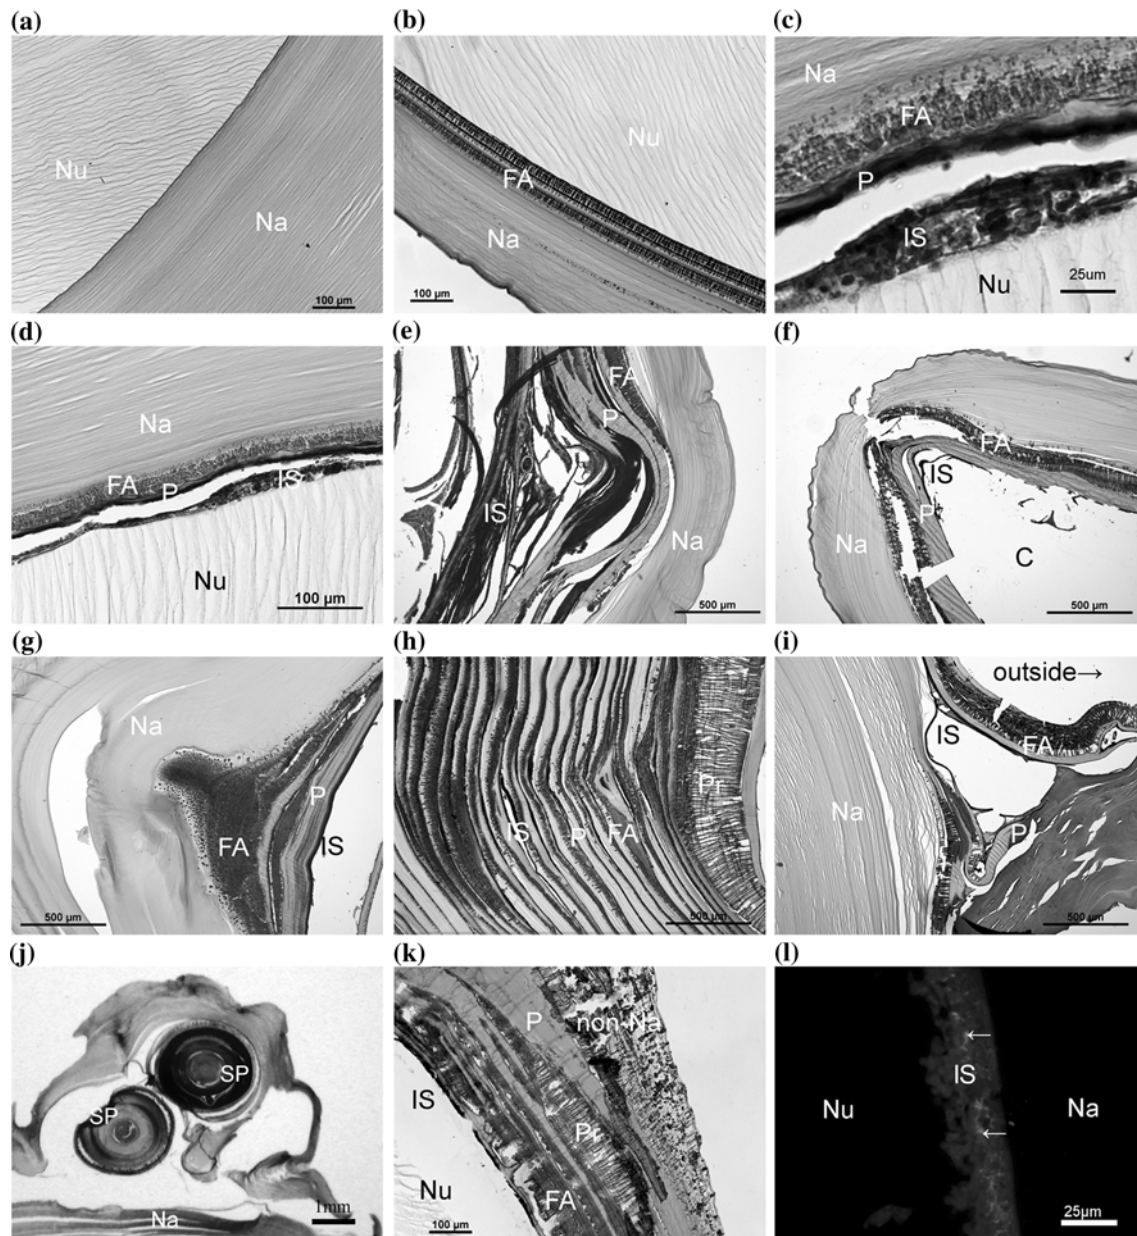 (a)
Nu
Na
100 μm
(b)
Nu
FA
Na
100 μm
(c)
Na
FA
P
IS
Nu
25um
(d)
Na
FA
P
IS
Nu
100 μm
(e)
FA
P
IS
Na
500 μm
(f)
FA
IS
P
Na
C
500 μm
(g)
Na
P
FA
IS
500 μm
(h)
Pr
IS
P
FA
500 μm
(i)
outside→
IS
FA
Na
P
500 μm
(j)
SP
SP
Na
1mm
(k)
P
non-Na
IS
Pr
Nu
FA
100 μm
(l)
←
IS
Nu
Na
←
25μm